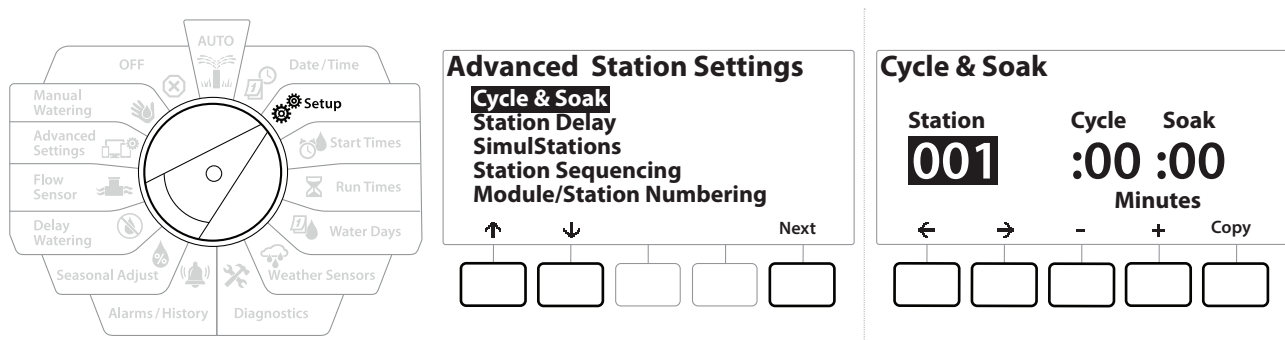 AUTO
OFF
Date/Time
Manual
Watering
Setup
Advanced
Settings
Start Times
Flow
Sensor
Run Times
Delay
Watering
Water Days
Seasonal Adjust
Weather Sensors
Alarms/History
Diagnostics
Advanced Station Settings
Cycle & Soak
Station Delay
SimulStations
Station Sequencing
Module/Station Numbering
↑ ↓ Next
Cycle & Soak
Station Cycle Soak
001 :00 :00
Minutes
← → - + Copy